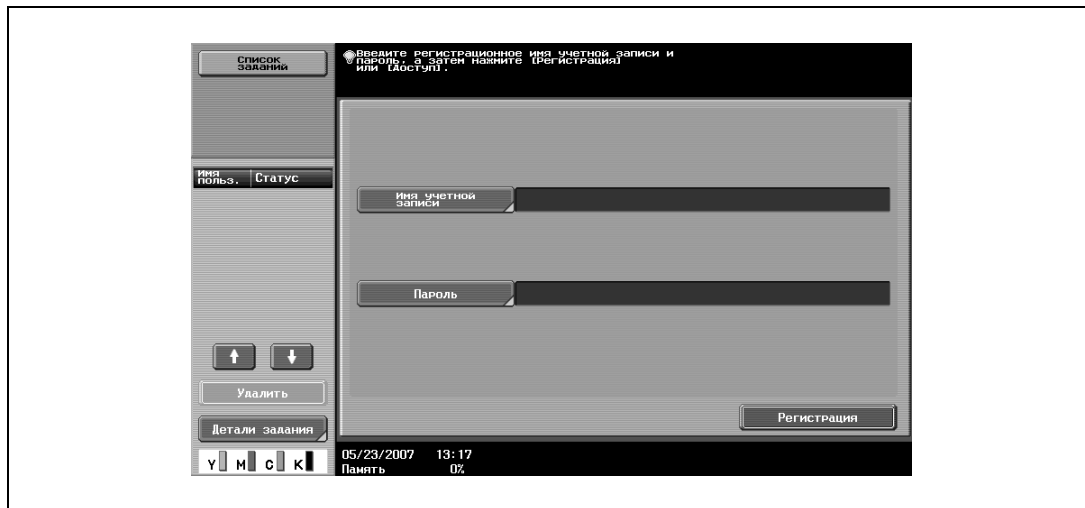 Список
заданий
Введите регистрационное имя учетной записи и
пароль, а затем нажмите [Регистрация]
или [Доступ].
Имя
польз.
Статус
Имя учетной
записи
Пароль
Удалить
Детали задания
Регистрация
Y M C K
05/23/2007 13:17
Память 0%